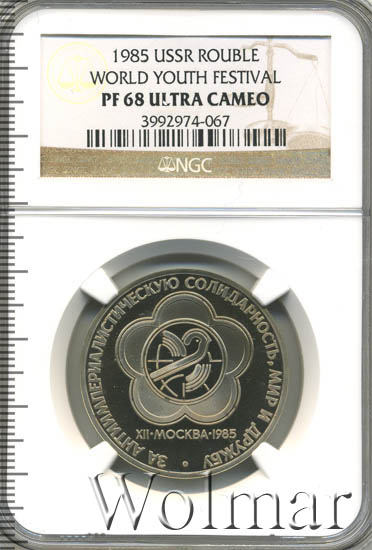 1985 USSR ROUBLE
WORLD YOUTH FESTIVAL
PF 68 ULTRA CAMEO
3992974-067
NGC
ЗА АНТИИМПЕРИАЛИСТИЧЕСКУЮ СОЛИДАРНОСТЬ, МИР И ДРУЖБУ
XII·МОСКВА·1985
Wolmar